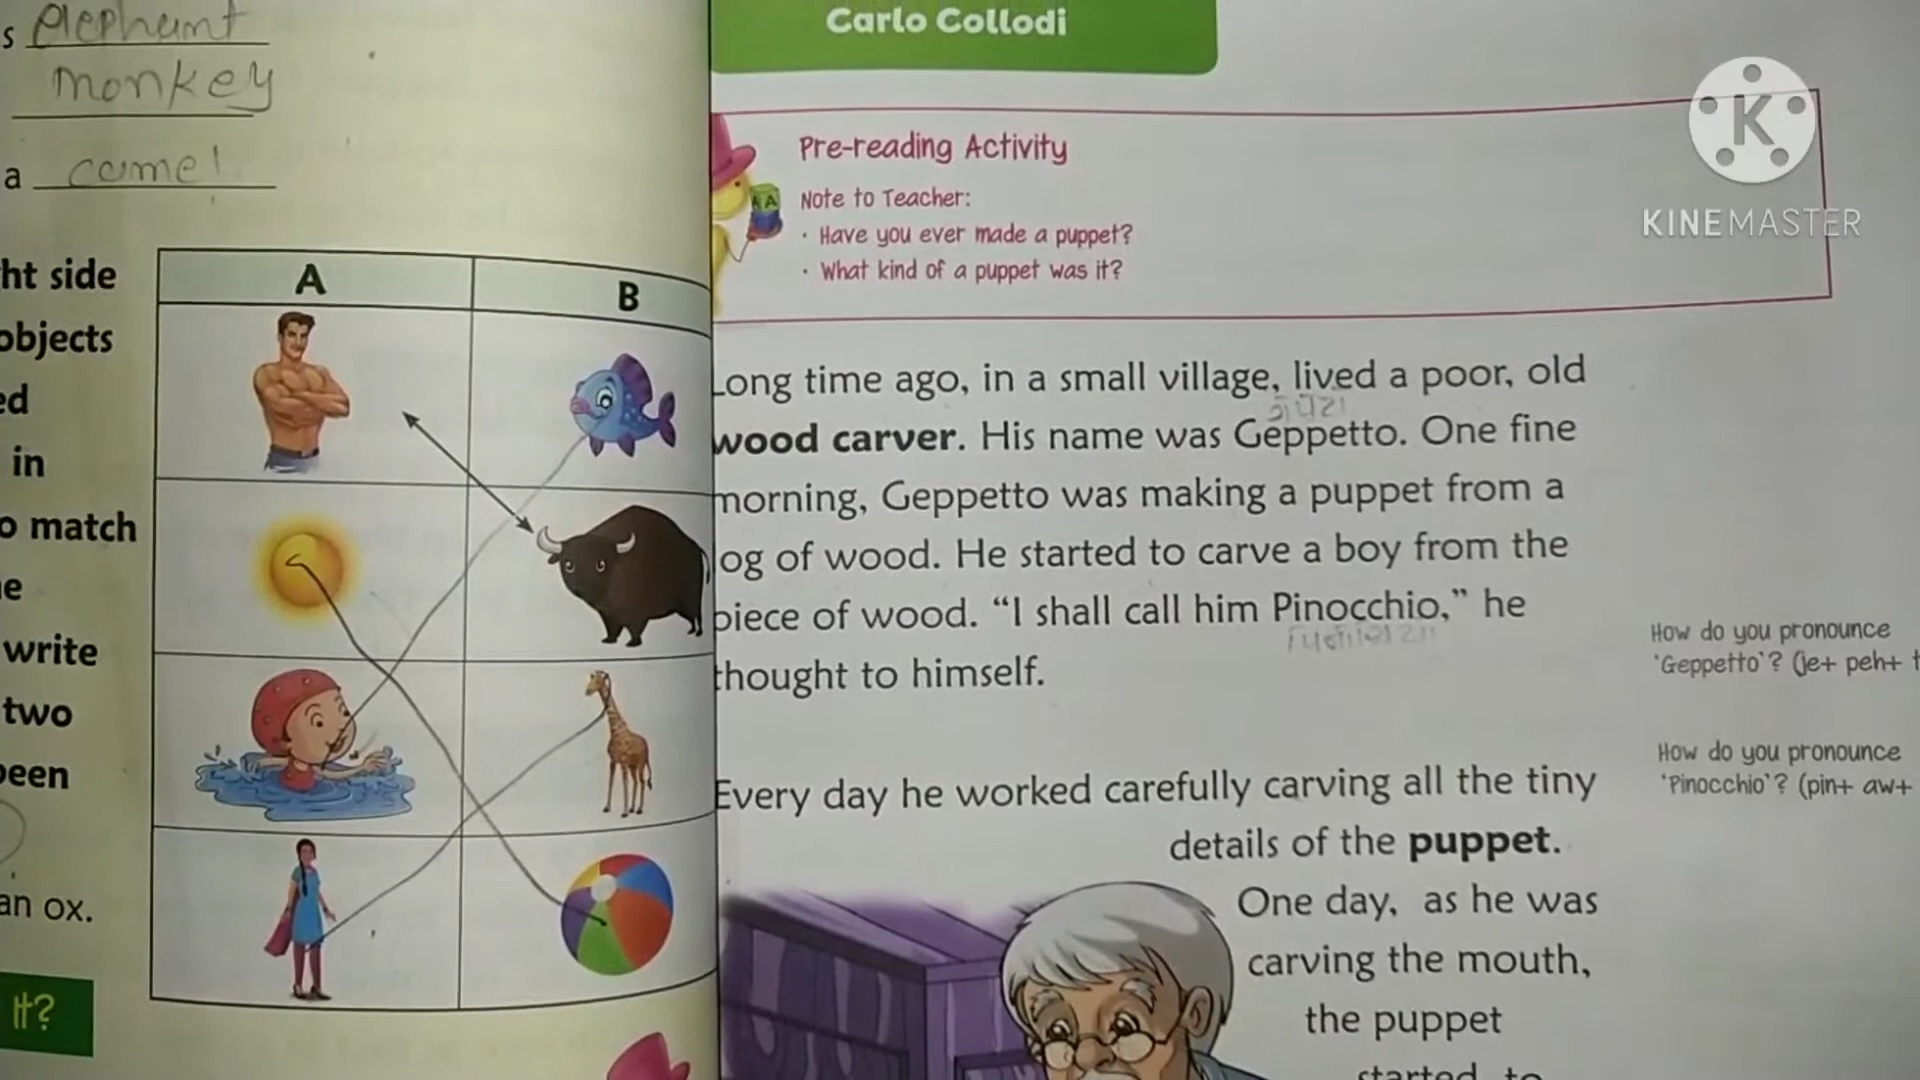 s elephant
monkey
a camel
ht side
objects
ed
in
o match
e
write
two
been
an ox.
It?
A
B
Carlo Collodi
Pre-reading Activity
Note to Teacher:
· Have you ever made a puppet?
· What kind of a puppet was it?
KINEMASTER
Long time ago, in a small village, lived a poor, old
wood carver. His name was Geppetto. One fine
morning, Geppetto was making a puppet from a
og of wood. He started to carve a boy from the
piece of wood. “I shall call him Pinocchio,” he
thought to himself.
How do you pronounce
‘Geppetto’? (Je+ peh+ t
How do you pronounce
‘Pinocchio’? (pin+ aw+
Every day he worked carefully carving all the tiny
details of the puppet.
One day, as he was
carving the mouth,
the puppet
started to